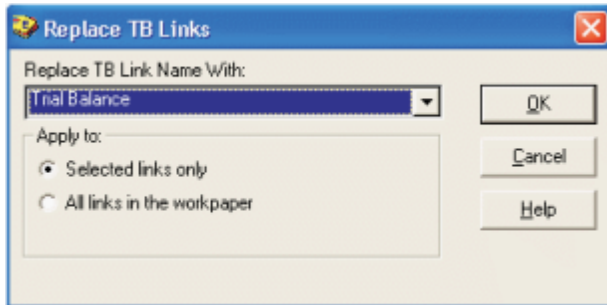 Replace TB Links
Replace TB Link Name With:
Trial Balance
OK
Apply to:
Selected links only
Cancel
All links in the workpaper
Help